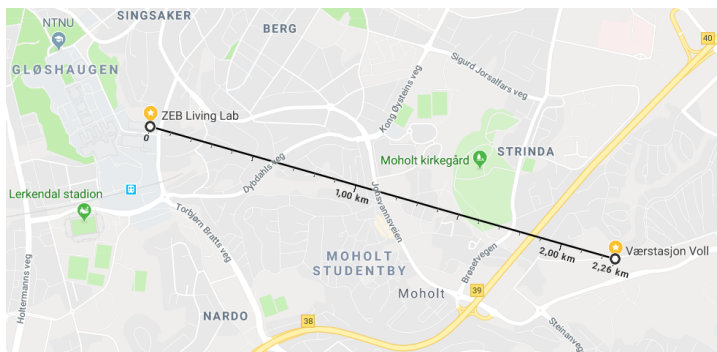 SINGSAKER
NTNU
BERG
40
GLØSHAUGEN
Sigurd Jorsalfars veg
Kong Øysteins veg
ZEB Living Lab
0
STRINDA
Moholt kirkegård
Dybdahls veg
Lerkendal stadion
1,00 km
Jonsvannsveien
Torbjørn Bratts veg
Værstasjon Voll
2,00 km
2,26 km
MOHOLT
STUDENTBY
Brøsetvegen
Holtermanns veg
Moholt
39
NARDO
38
Steinanvegen